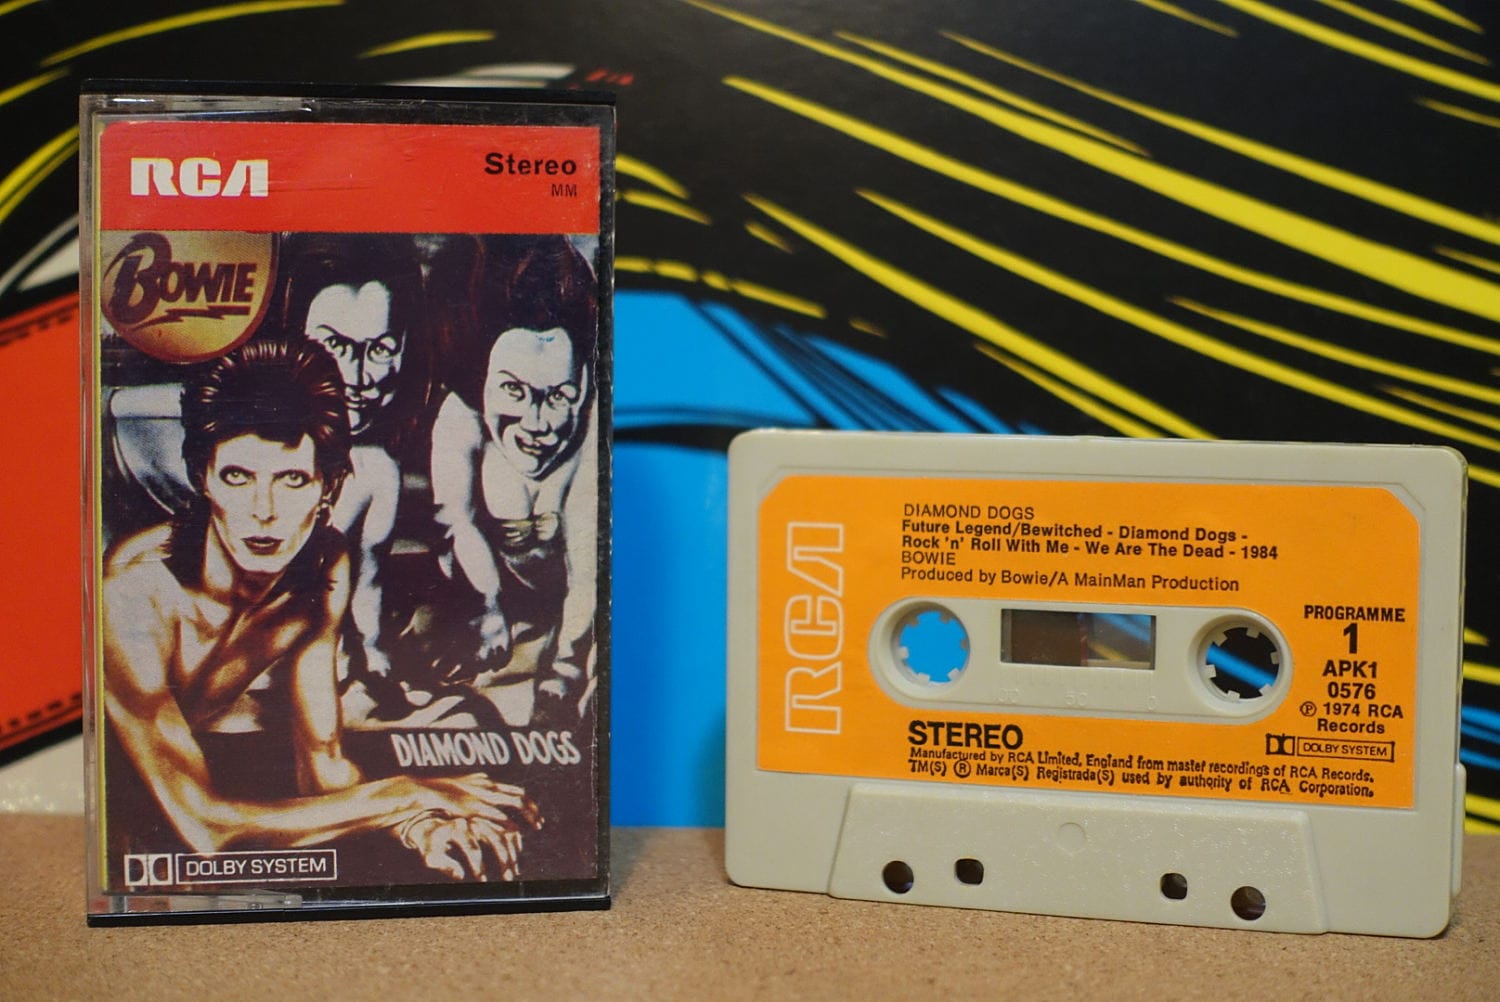 RCA
Stereo
MM
BOWIE
DIAMOND DOGS
DOLBY SYSTEM
RCA
DIAMOND DOGS
Future Legend/Bewitched - Diamond Dogs -
Rock 'n' Roll With Me - We Are The Dead - 1984
BOWIE
Produced by Bowie/A MainMan Production
PROGRAMME
1
APK1
0576
℗ 1974 RCA
Records
DOLBY SYSTEM
100 50 0
STEREO
Manufactured by RCA Limited, England from master recordings of RCA Records.
TM(S) ® Marca(S) Registrada(S) used by authority of RCA Corporation.